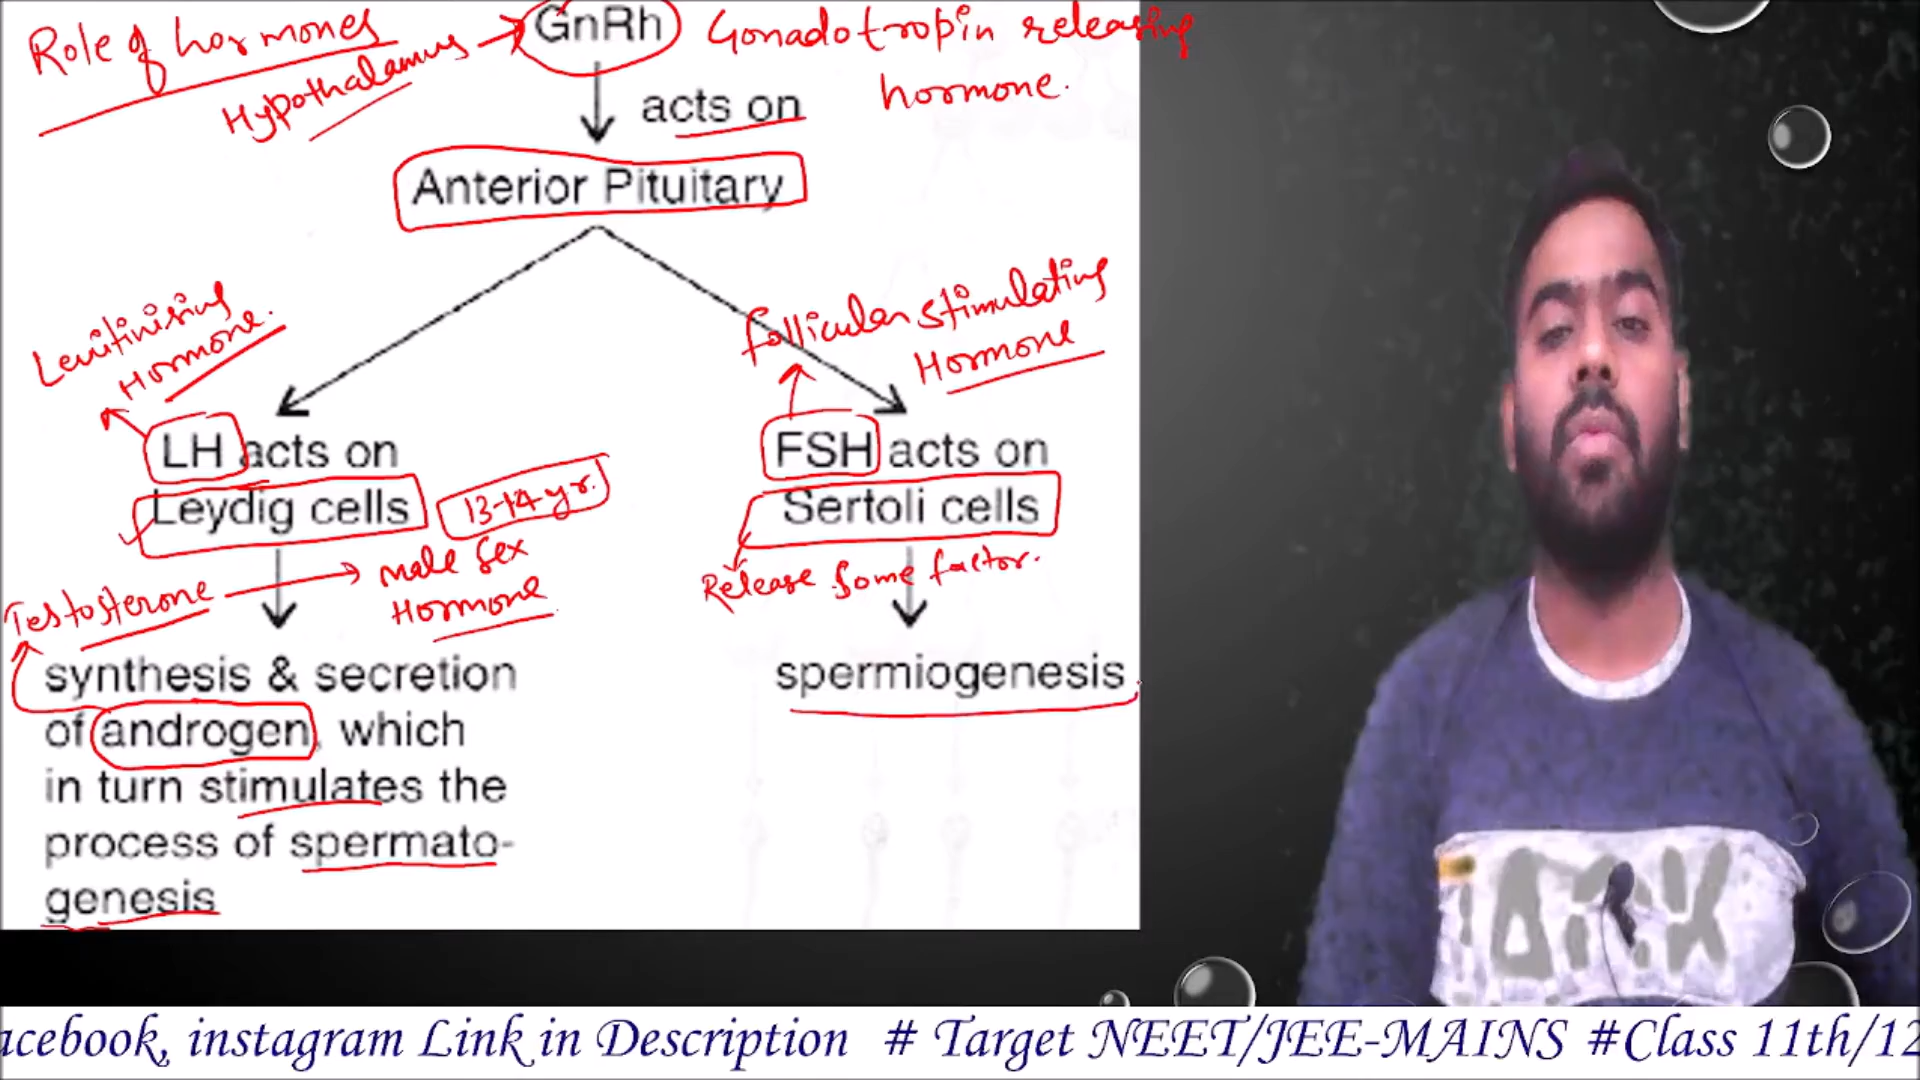 Role of hormones
Hypothalamus
GnRh
Gonadotropin releasing
hormone.
acts on
Anterior Pituitary
Hormone.
follicular stimulating
Hormone
LH acts on
Leydig cells
13-14 yr.
FSH acts on
Sertoli cells
Release some factor.
Testosterone
male sex
Hormone
synthesis & secretion
of androgen, which
in turn stimulates the
process of spermato-
genesis
spermiogenesis
acebook, instagram Link in Description # Target NEET/JEE-MAINS #Class 11th/12